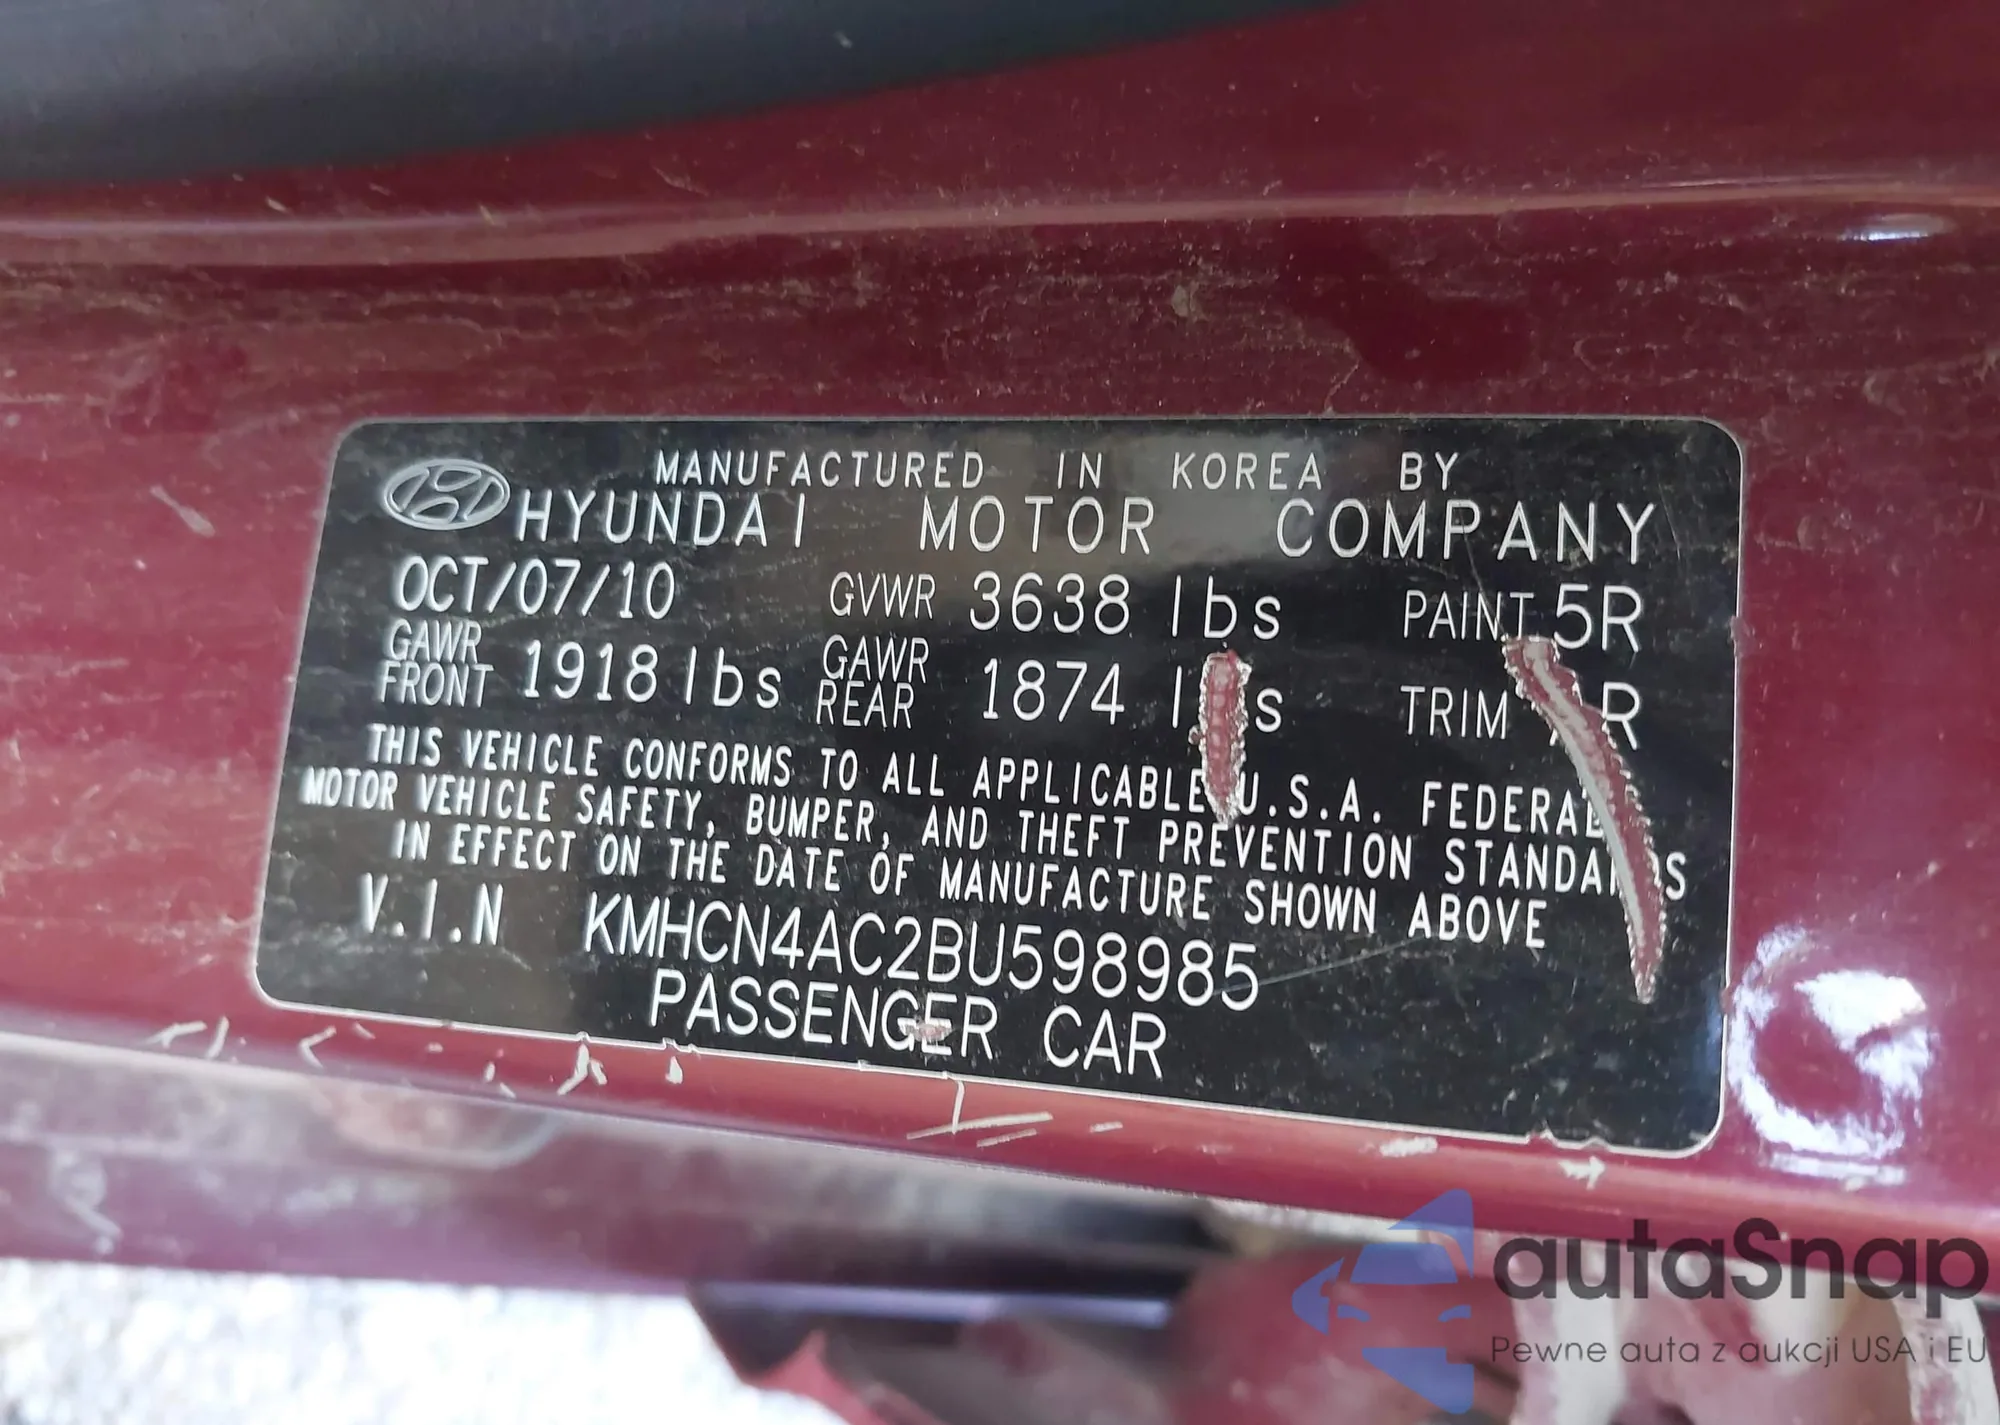 MANUFACTURED IN KOREA BY
HYUNDAI MOTOR COMPANY
OCT/07/10 GVWR 3638 lbs PAINT 5R
GAWR FRONT 1918 lbs GAWR REAR 1874 TRIM
THIS VEHICLE CONFORMS TO ALL APPLICABLE U.S.A. FEDERAL
MOTOR VEHICLE SAFETY, BUMPER, AND THEFT PREVENTION STANDARDS
IN EFFECT ON THE DATE OF MANUFACTURE SHOWN ABOVE
V.I.N KMHCN4AC2BU598985
PASSENGER CAR
autaSnap
Pewne auta z aukcji USA i EU